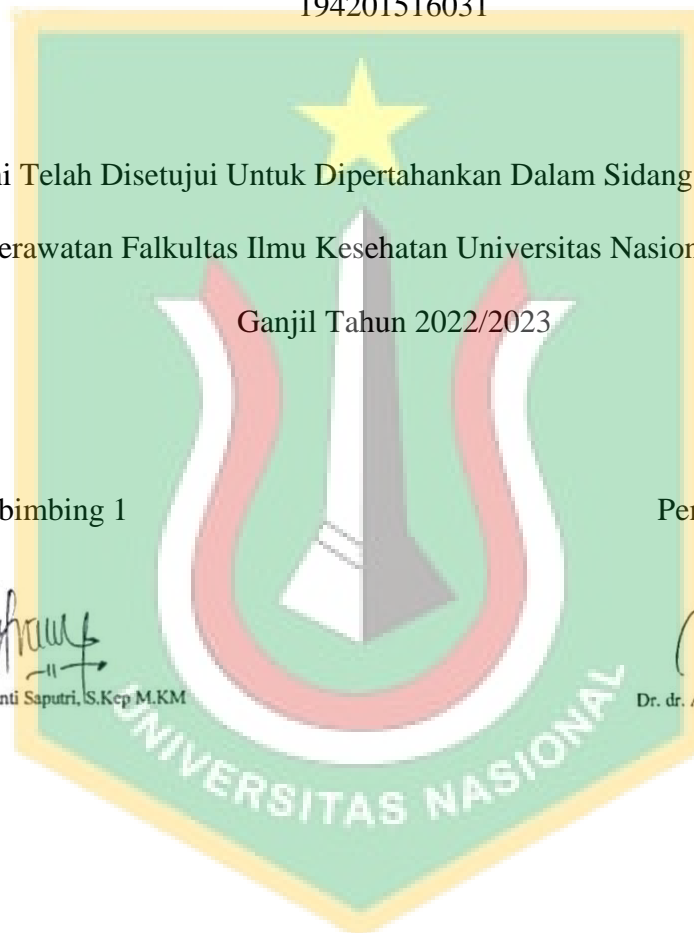 194201516031
ni Telah Disetujui Untuk Dipertahankan Dalam Sidang
erawatan Falkultas Ilmu Kesehatan Universitas Nasion
Ganjil Tahun 2022/2023
bimbing 1
Per
nti Saputri, S.Kep M.KM
Dr. dr. A
UNIVERSITAS NASIONAL